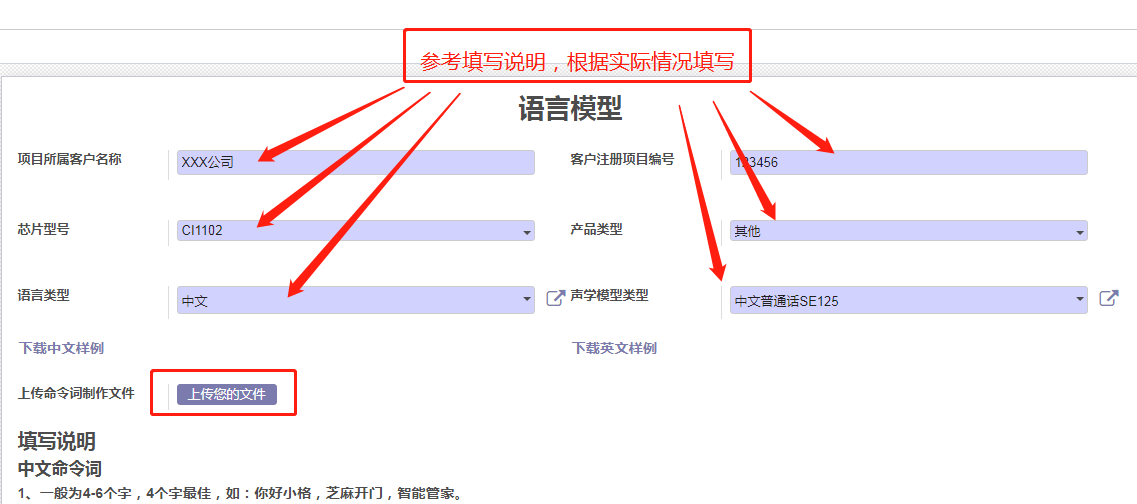 参考填写说明，根据实际情况填写
语言模型
项目所属客户名称 XXX公司 客户注册项目编号 123456
芯片型号 CI1102 产品类型 其他
语言类型 中文 声学模型类型 中文普通话SE125
下载中文样例 下载英文样例
上传命令词制作文件 上传您的文件
填写说明
中文命令词
1、一般为4-6个字，4个字最佳，如：你好小格，芝麻开门，智能管家。